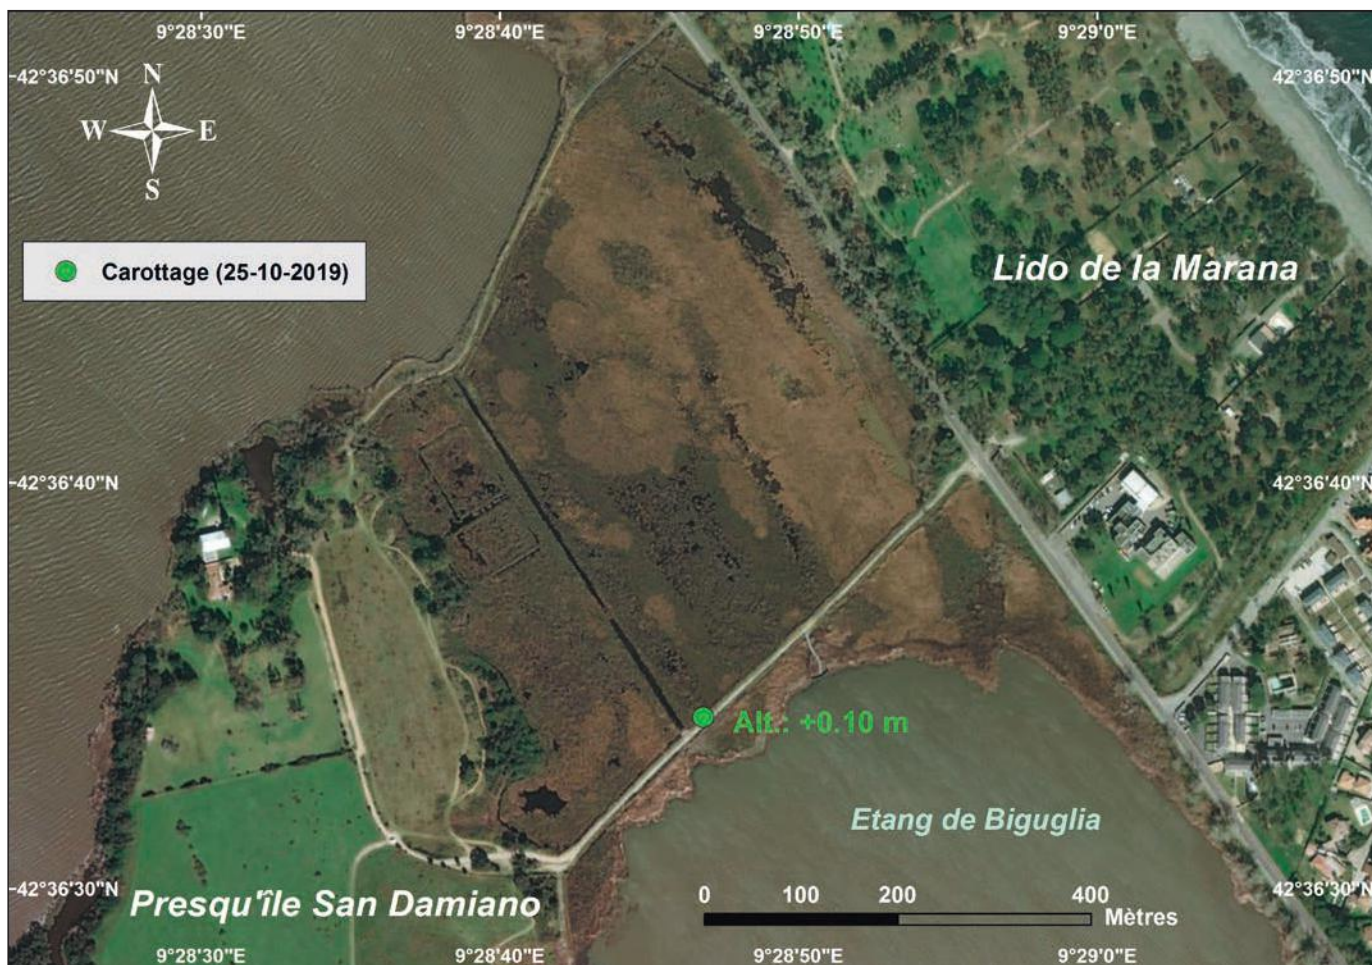 9°28'30"E 9°28'40"E 9°28'50"E 9°29'0"E
42°36'50"N 42°36'50"N
N
W E
S
Carottage (25-10-2019)
Lido de la Marana
42°36'40"N 42°36'40"N
Alt.: +0.10 m
Etang de Biguglia
42°36'30"N 42°36'30"N
Presqu'île San Damiano
0 100 200 400
Mètres
9°28'30"E 9°28'40"E 9°28'50"E 9°29'0"E